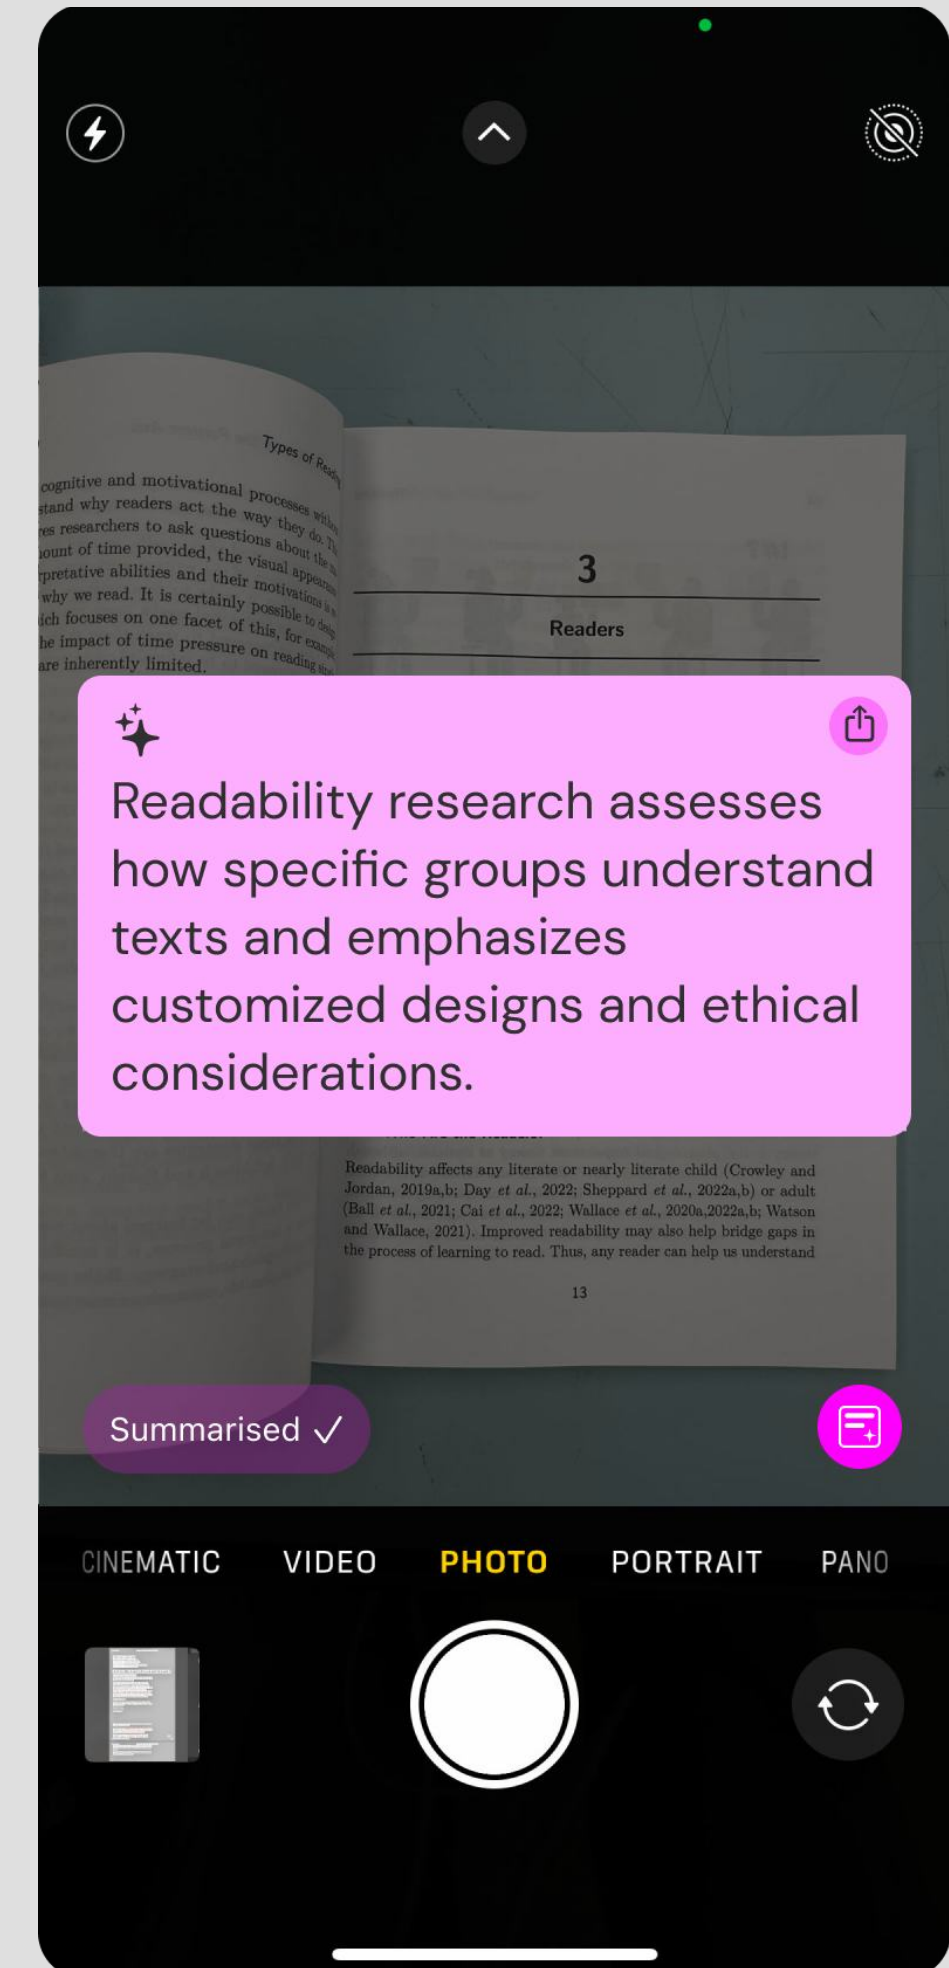 Types of Reading
cognitive and motivational processes within
stand why readers act the way they do.
researchers to ask questions about the
ount of time provided, the visual
rpretative abilities and their motivations
why we read. It is certainly possible to
ich focuses on one facet of this, for
he impact of time pressure on reading
are inherently limited.
3
Readers
Readability research assesses
how specific groups understand
texts and emphasizes
customized designs and ethical
considerations.
Readability affects any literate or nearly literate child (Crowley and
Jordan, 2019a,b; Day et al., 2022; Sheppard et al., 2022a,b) or adult
(Ball et al., 2021; Cai et al., 2022; Wallace et al., 2020a,2022a,b; Watson
and Wallace, 2021). Improved readability may also help bridge gaps in
the process of learning to read. Thus, any reader can help us understand
13
Summarised ✓
CINEMATIC VIDEO PHOTO PORTRAIT PANO